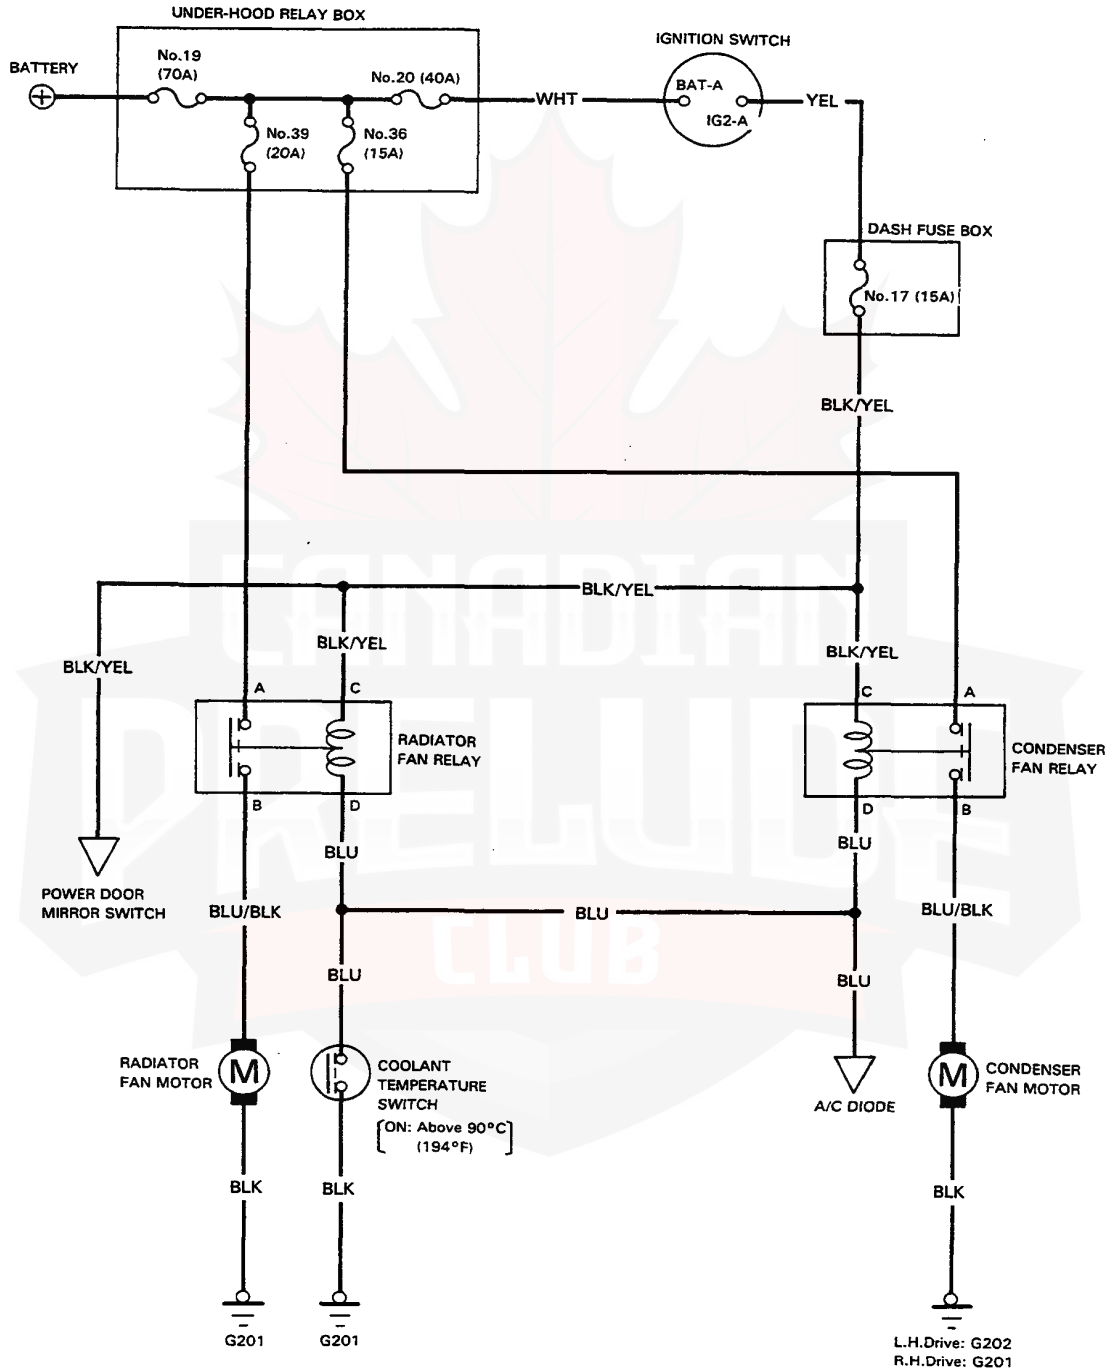 UNDER-HOOD RELAY BOX
IGNITION SWITCH
BATTERY
No.19
(70A)
No.20 (40A)
WHT
BAT-A
IG2-A
YEL
No.39
(20A)
No.36
(15A)
DASH FUSE BOX
No.17 (15A)
BLK/YEL
CANADIAN
BLK/YEL
BLK/YEL
BLK/YEL
BLK/YEL
PRELUDE
A
C
C
A
RADIATOR
FAN RELAY
CONDENSER
FAN RELAY
B
D
D
B
BLU
BLU
POWER DOOR
MIRROR SWITCH
BLU/BLK
BLU
BLU/BLK
CLUB
BLU
BLU
RADIATOR
FAN MOTOR
M
COOLANT
TEMPERATURE
SWITCH
[ON: Above 90°C
(194°F)]
A/C DIODE
M
CONDENSER
FAN MOTOR
BLK
BLK
BLK
G201
G201
L.H.Drive: G202
R.H.Drive: G201